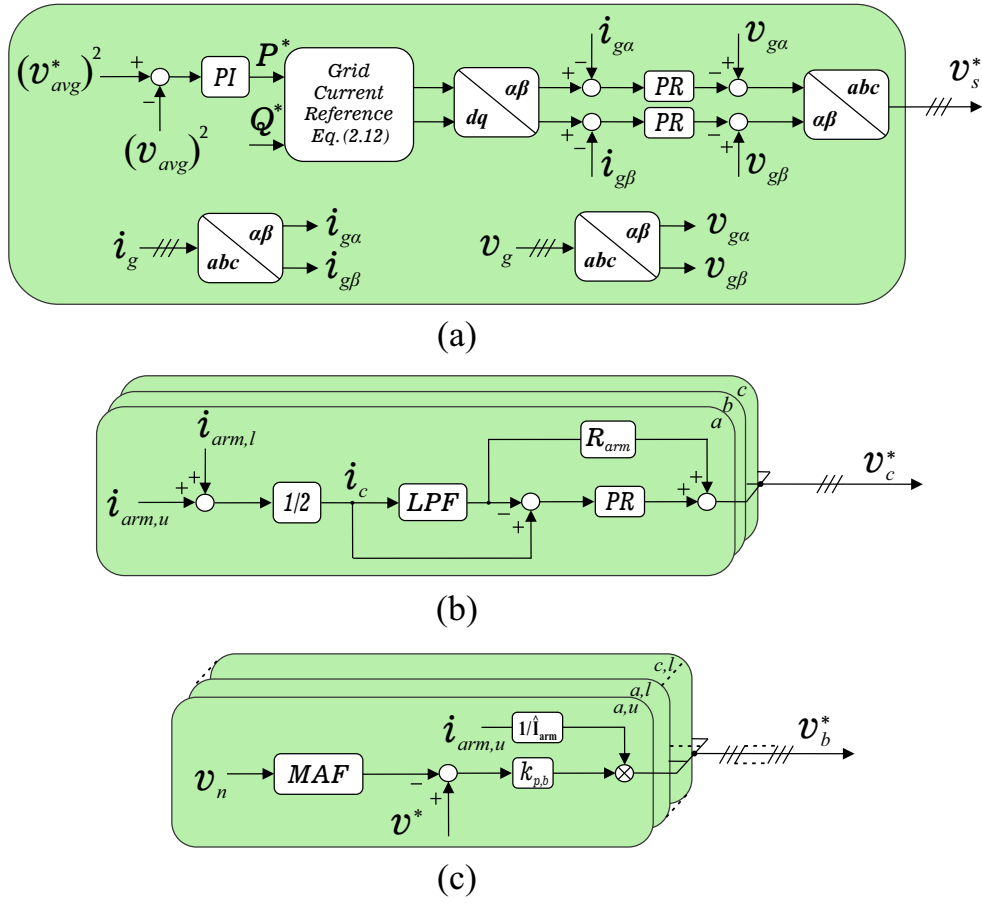 (v*avg)² + − PI P* Q* (vavg)²
Grid
Current
Reference
Eq. (2.12)
dq αβ
igα − + PR vgα − + αβ abc v*s
+ − igβ PR − + vgβ
ig abc αβ igα igβ
vg abc αβ vgα vgβ
(a)
c
b
a
iarm,l Rarm
iarm,u + + 1/2 ic LPF − + PR + + v*c
(b)
c,l
a,l
a,u
iarm,u 1/Îarm v*b
vn MAF − + kp,b
v*
(c)